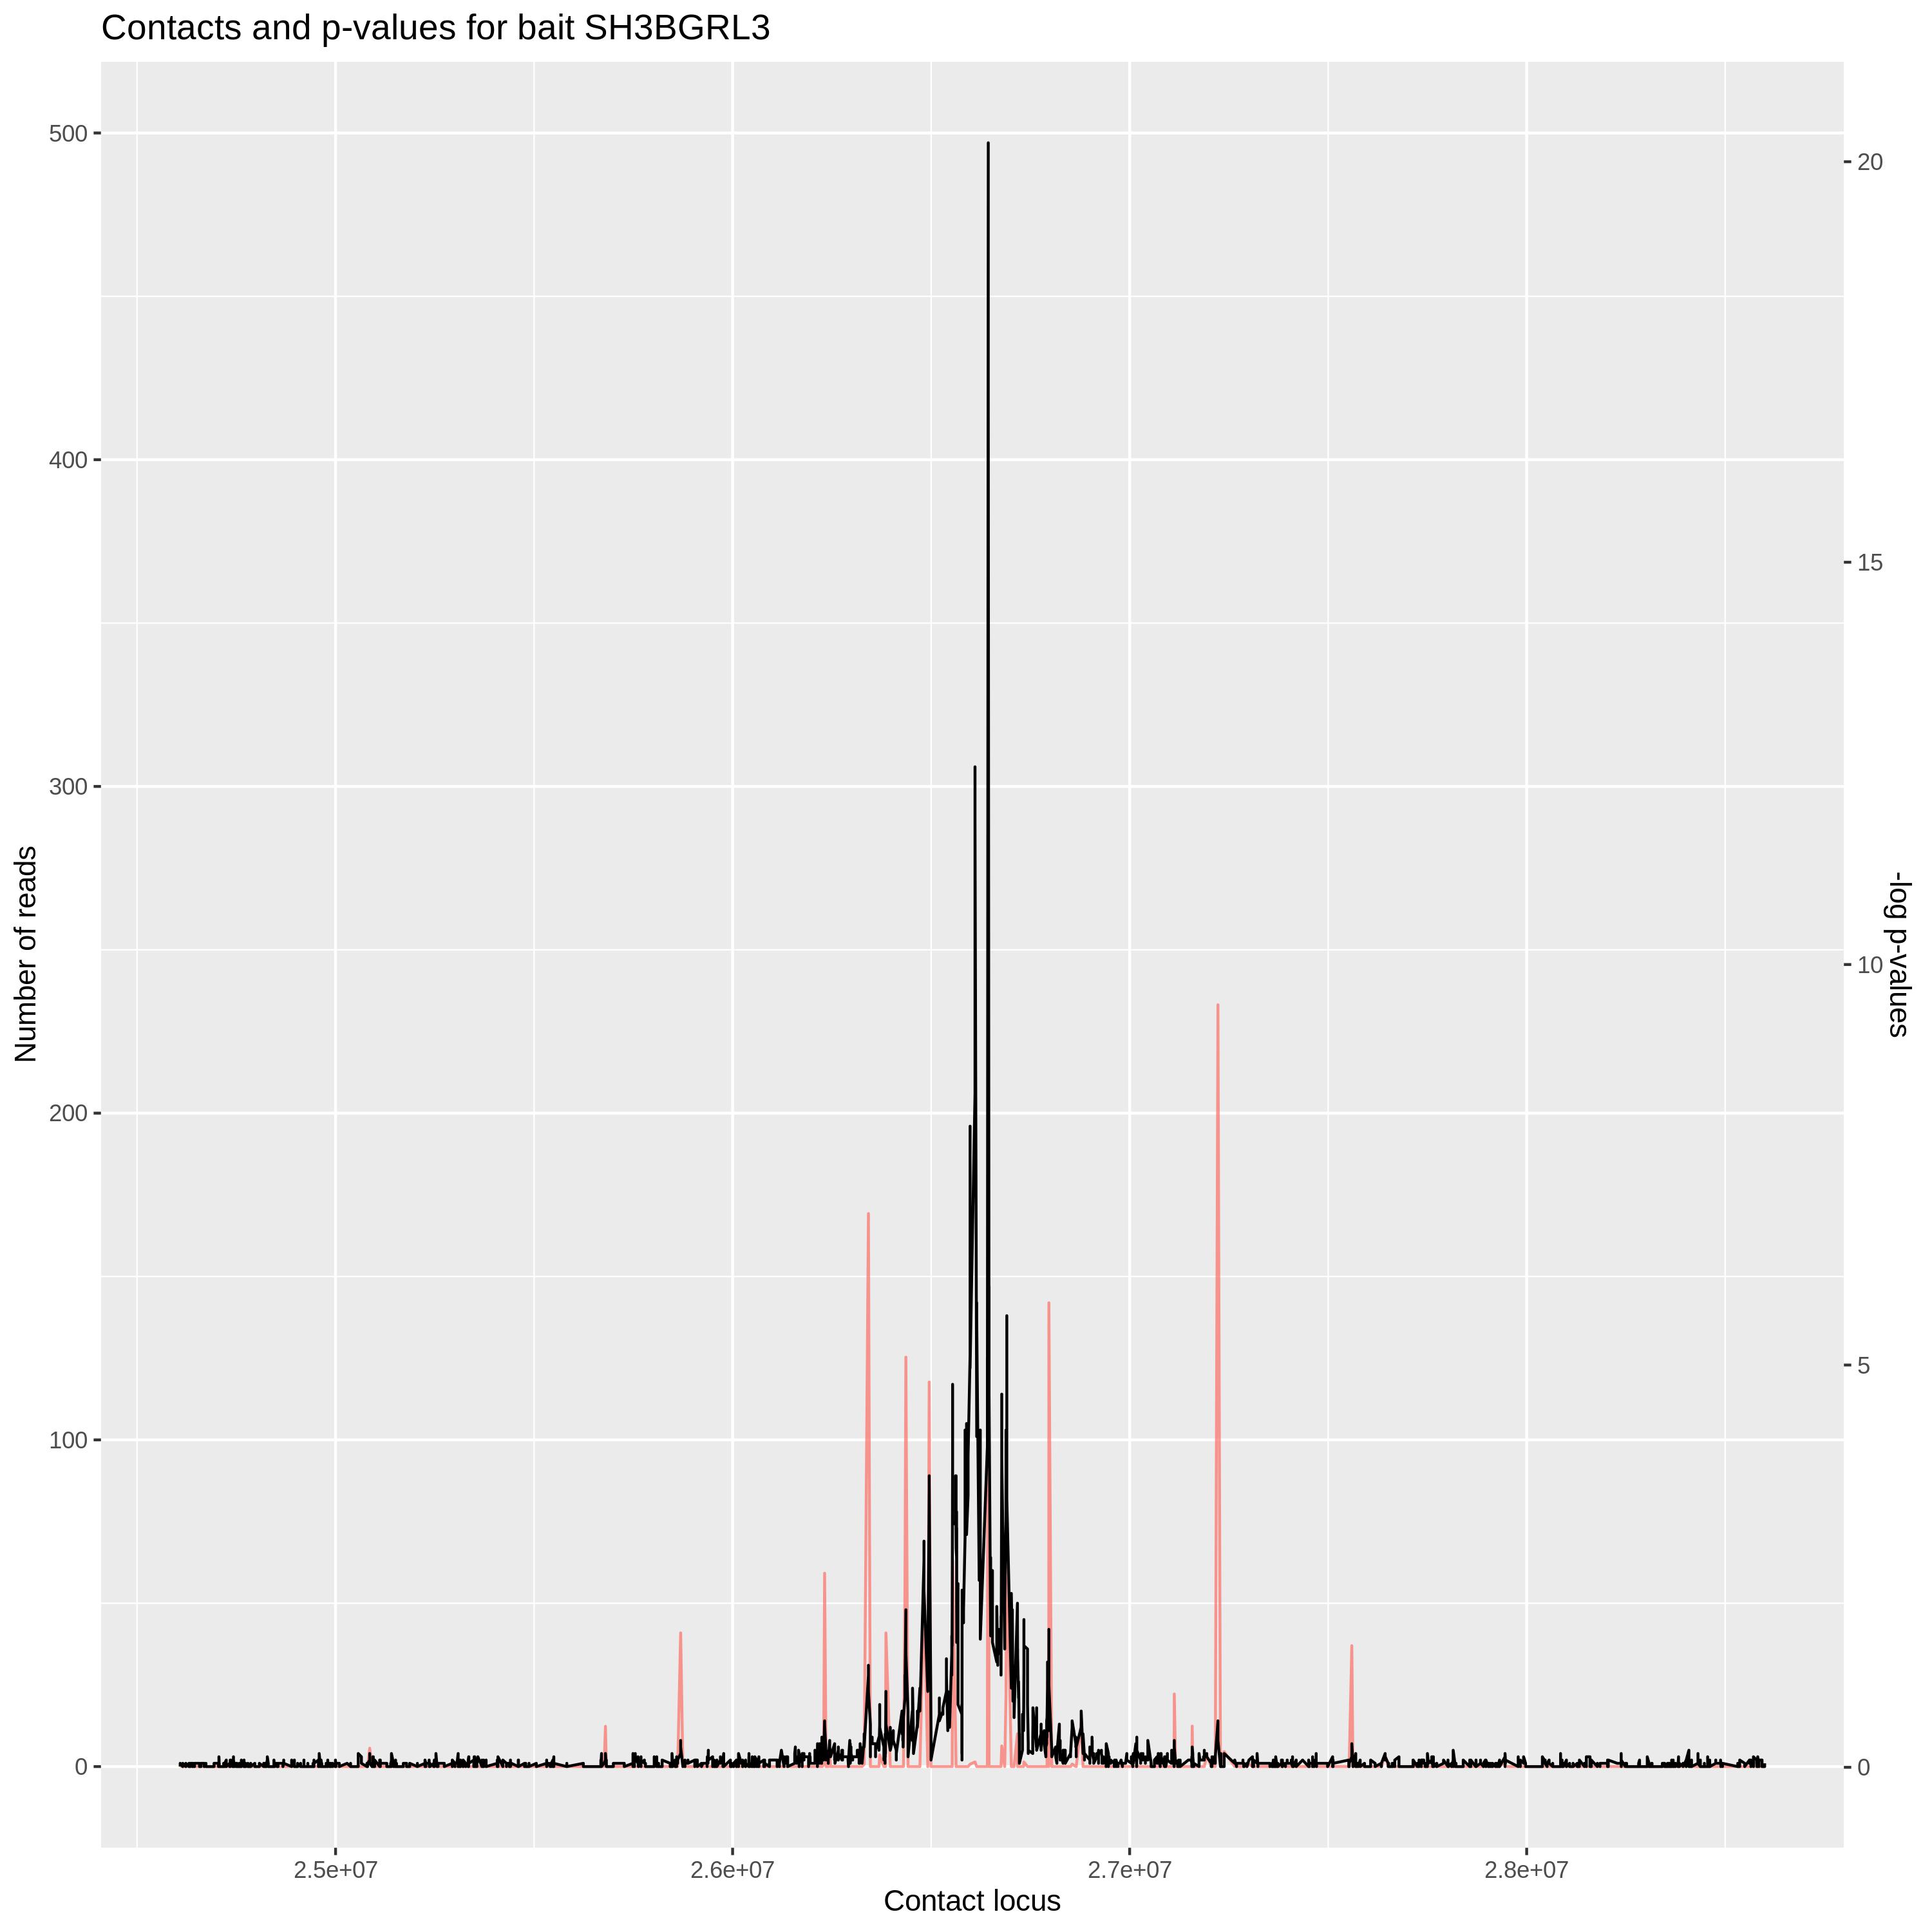 Contacts and p-values for bait SH3BGRL3
500
400
300
200
100
0
Number of reads
20
15
10
5
0
-log p-values
2.5e+07
2.6e+07
2.7e+07
2.8e+07
Contact locus